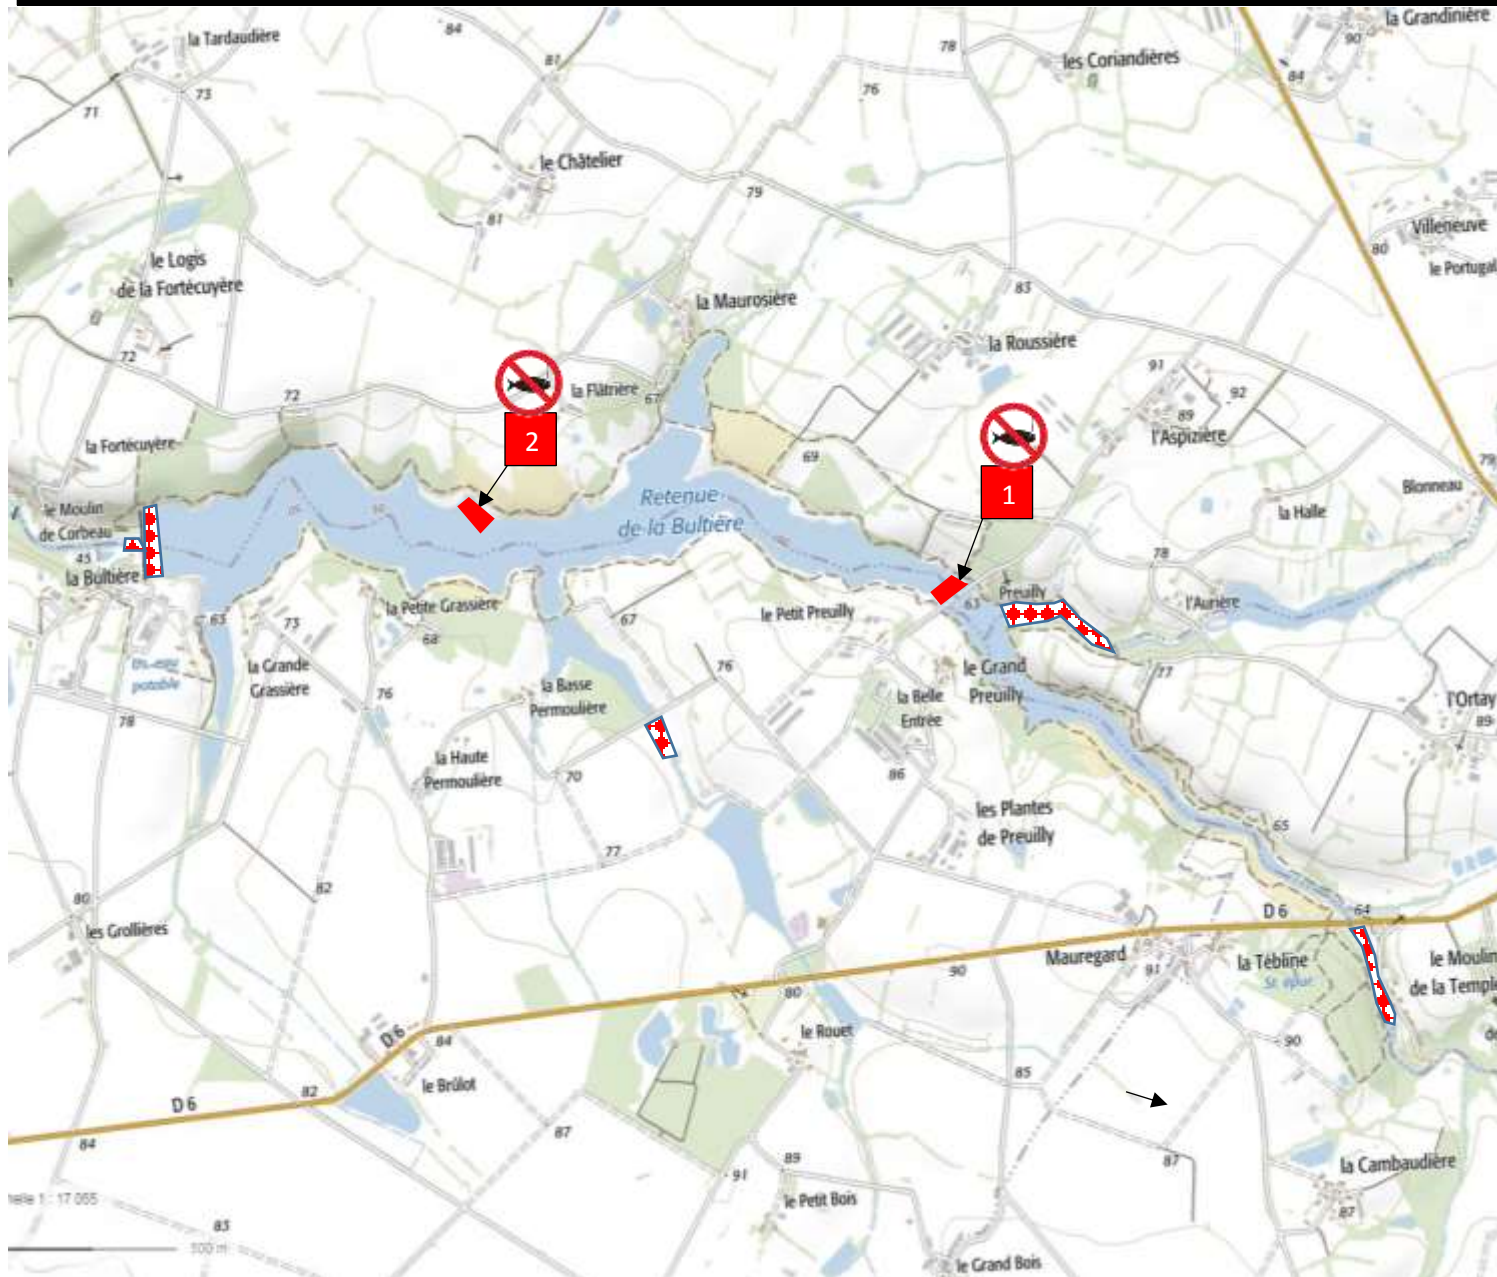 la Grandinière
la Tardaudière
84
78
90
les Coriandières
81
84
76
73
71
le Châtelier
79
81
Villeneuve
80
le Portugal
le Logis
de la Fortécuyère
83
la Maurosière
la Roussière
72
91
92
la Flâtrière
67
72
89
l'Aspizière
2
la Fortécuyère
69
79
Blonneau
1
Retenue
de la Bultière
la Halle
le Moulin
de Corbeau
45
la Bultière
78
Preuilly
63
l'Aurière
la Petite Grassière
67
le Petit Preuilly
63
73
68
la Grande
Grassière
76
le Grand
Preuilly
77
potable
la Basse
Permoulière
la Belle
Entrée
l'Ortay
89
76
78
la Haute
Permoulière
70
86
les Plantes
de Preuilly
65
77
82
80
D 6
64
les Grollières
Mauregard
91
la Tébline
St épur.
le Moulin
de la Temple
90
80
le Rouet
D 6
84
90
le Brûlot
85
82
D 6
87
84
89
91
87
la Cambaudière
le Petit Bois
87
1 : 17 055
83
500 m
le Grand Bois